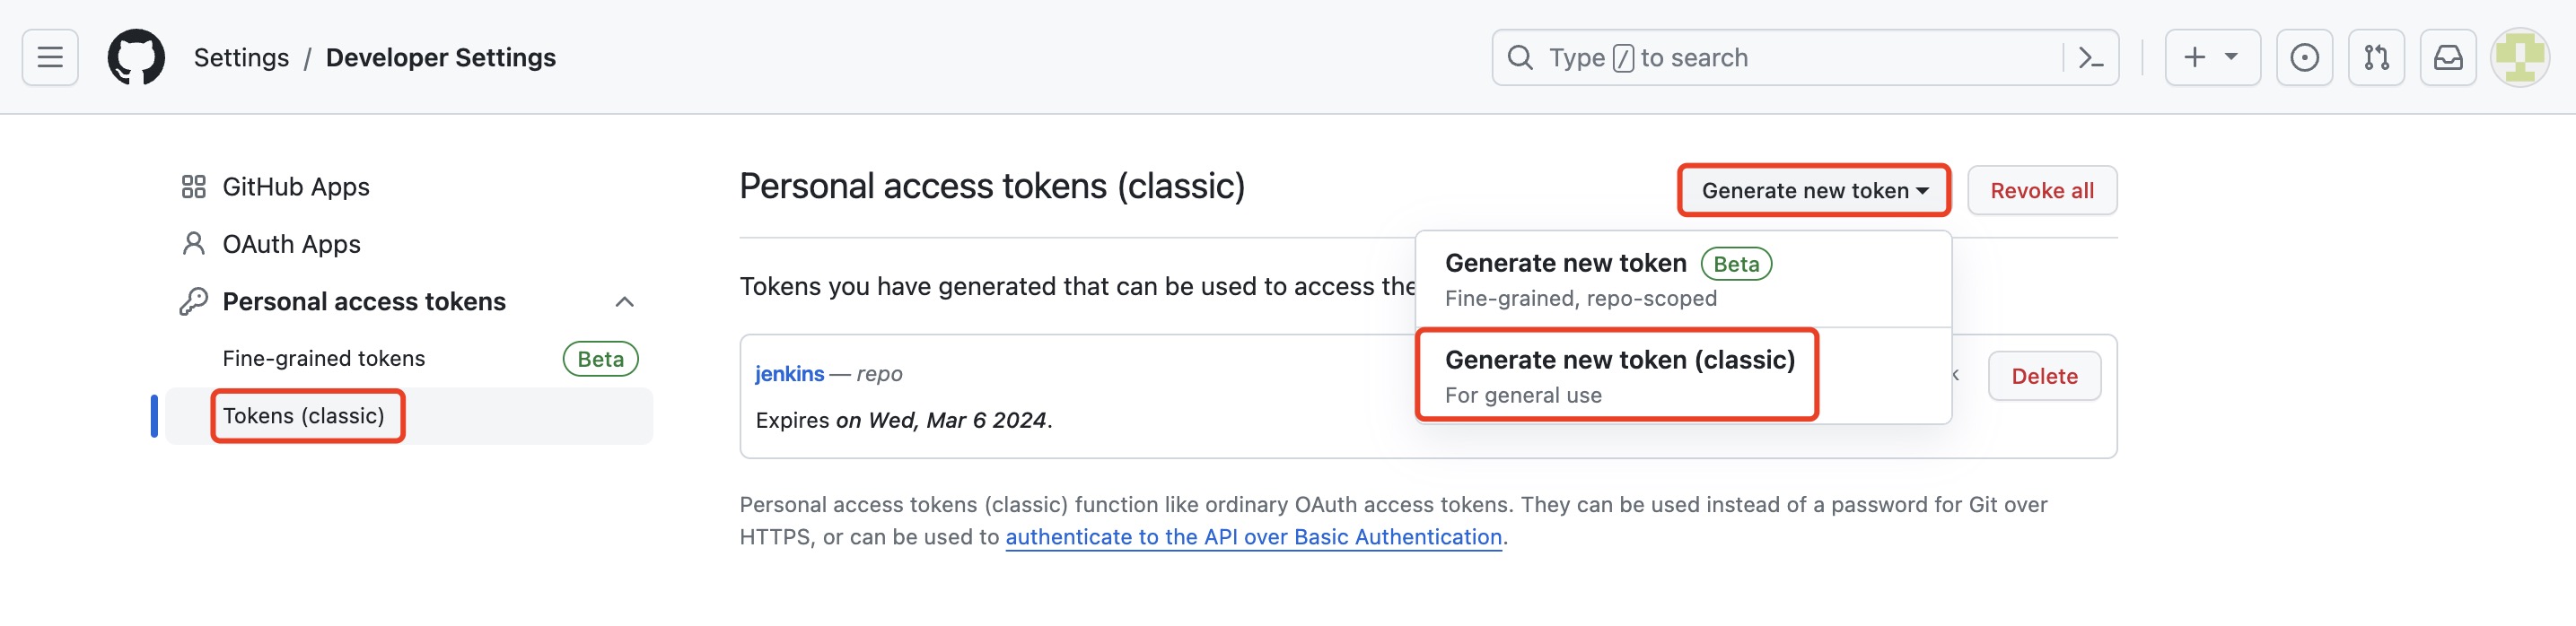 Settings / Developer Settings
Type / to search
GitHub Apps
OAuth Apps
Personal access tokens
Fine-grained tokens Beta
Tokens (classic)
Personal access tokens (classic)
Generate new token
Revoke all
Generate new token Beta
Fine-grained, repo-scoped
Generate new token (classic)
For general use
Tokens you have generated that can be used to access the
jenkins — repo
Delete
Expires on Wed, Mar 6 2024.
Personal access tokens (classic) function like ordinary OAuth access tokens. They can be used instead of a password for Git over
HTTPS, or can be used to authenticate to the API over Basic Authentication.